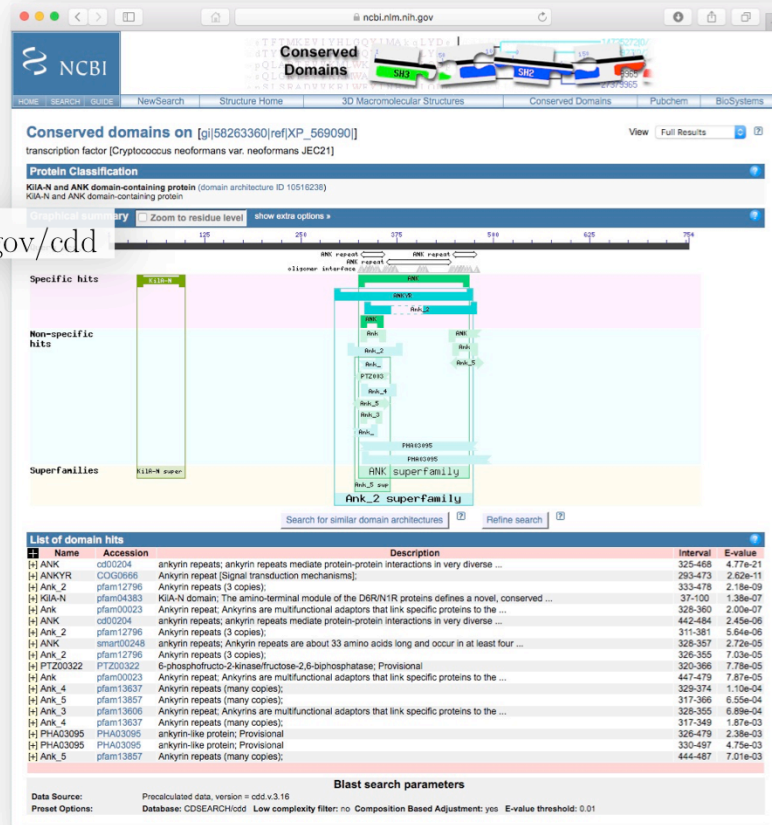 ncbi.nlm.nih.gov
NCBI
Conserved
Domains
SH3
SH2
HOME SEARCH GUIDE NewSearch Structure Home 3D Macromolecular Structures Conserved Domains Pubchem BioSystems
Conserved domains on [gi|58263360|ref|XP_569090|]
View Full Results
transcription factor [Cryptococcus neoformans var. neoformans JEC21]
Protein Classification
KilA-N and ANK domain-containing protein (domain architecture ID 10516238)
KilA-N and ANK domain-containing protein
Zoom to residue level show extra options »
gov/cdd
125 250 375 500 625 754
ANK repeat ANK repeat
ANK repeat
oligomer interface
Specific hits
KilA-N
ANK
ANKYR
Ank_2
ANK
Non-specific
hits
Ank ANK
Ank_2 Ank
Ank_ Ank_5
PTZ003
Ank_4
Ank_5
Ank_3
Ank_
PHA03095
PHA03095
Superfamilies
KilA-N super
ANK superfamily
Ank_5 sup
Ank_2 superfamily
Search for similar domain architectures Refine search
List of domain hits
Name Accession Description Interval E-value
[+] ANK cd00204 ankyrin repeats; ankyrin repeats mediate protein-protein interactions in very diverse ... 325-468 4.77e-21
[+] ANKYR COG0666 Ankyrin repeat [Signal transduction mechanisms]; 293-473 2.62e-11
[+] Ank_2 pfam12796 Ankyrin repeats (3 copies); 333-478 2.18e-09
[+] KilA-N pfam04383 KilA-N domain; The amino-terminal module of the D6R/N1R proteins defines a novel, conserved ... 37-100 1.38e-07
[+] Ank pfam00023 Ankyrin repeat; Ankyrins are multifunctional adaptors that link specific proteins to the ... 328-360 2.00e-07
[+] ANK cd00204 ankyrin repeats; ankyrin repeats mediate protein-protein interactions in very diverse ... 442-484 2.45e-06
[+] Ank_2 pfam12796 Ankyrin repeats (3 copies); 311-381 5.64e-06
[+] ANK smart00248 ankyrin repeats; Ankyrin repeats are about 33 amino acids long and occur in at least four ... 328-357 2.72e-05
[+] Ank_2 pfam12796 Ankyrin repeats (3 copies); 326-355 7.03e-05
[+] PTZ00322 PTZ00322 6-phosphofructo-2-kinase/fructose-2,6-biphosphatase; Provisional 320-366 7.78e-05
[+] Ank pfam00023 Ankyrin repeat; Ankyrins are multifunctional adaptors that link specific proteins to the ... 447-479 7.87e-05
[+] Ank_4 pfam13637 Ankyrin repeats (many copies); 329-374 1.10e-04
[+] Ank_5 pfam13857 Ankyrin repeats (many copies); 317-366 6.55e-04
[+] Ank_3 pfam13606 Ankyrin repeat; Ankyrins are multifunctional adaptors that link specific proteins to the ... 328-355 6.89e-04
[+] Ank_4 pfam13637 Ankyrin repeats (many copies); 317-349 1.87e-03
[+] PHA03095 PHA03095 ankyrin-like protein; Provisional 326-479 2.38e-03
[+] PHA03095 PHA03095 ankyrin-like protein; Provisional 330-497 4.75e-03
[+] Ank_5 pfam13857 Ankyrin repeats (many copies); 444-487 7.01e-03
Blast search parameters
Data Source: Precalculated data, version = cdd.v.3.16
Preset Options: Database: CDSEARCH/cdd Low complexity filter: no Composition Based Adjustment: yes E-value threshold: 0.01